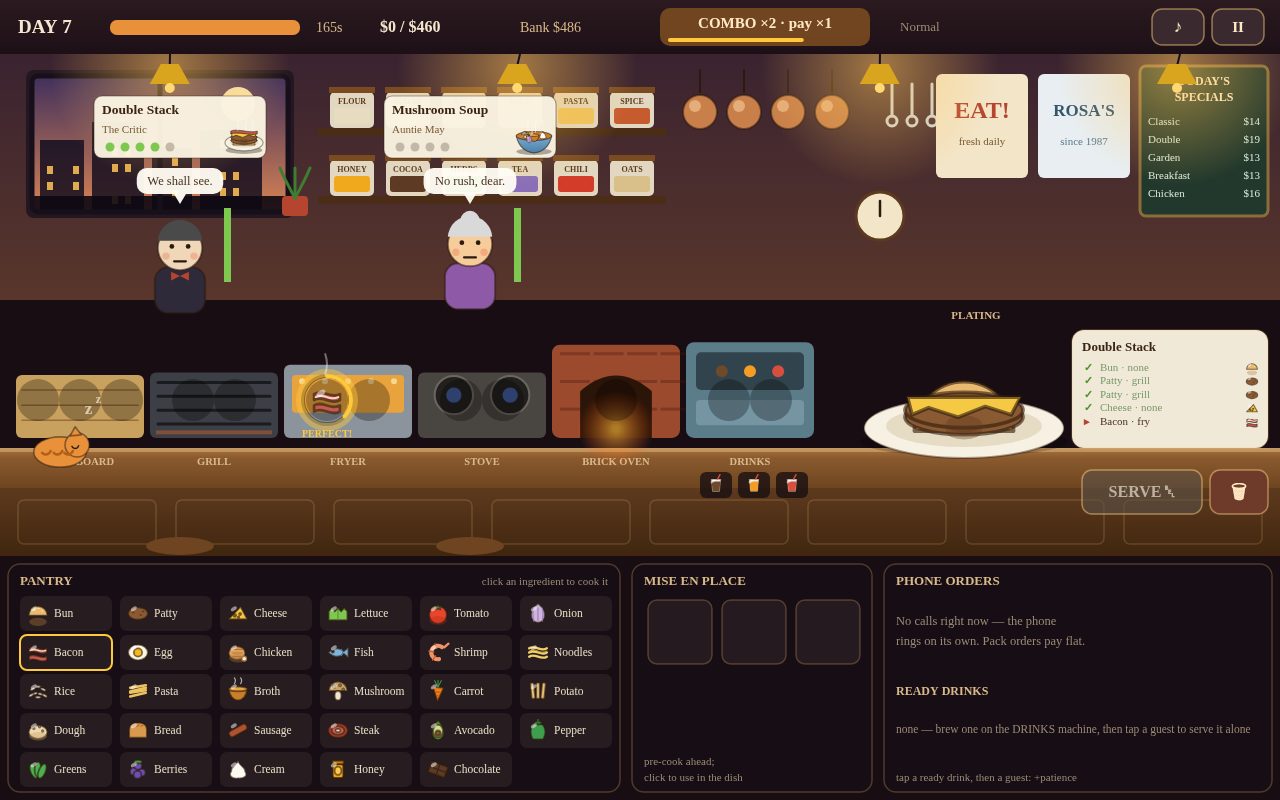 DAY 7
165s
$0 / $460
Bank $486
COMBO ×2 · pay ×1
Normal
♪
II
Double Stack
The Critic
We shall see.
FLOUR
PASTA
SPICE
Mushroom Soup
Auntie May
No rush, dear.
HONEY
COCOA
TEA
CHILI
OATS
EAT!
fresh daily
ROSA'S
since 1987
DAY'S
SPECIALS
Classic $14
Double $19
Garden $13
Breakfast $13
Chicken $16
PLATING
z
z
PERFECT!
BOARD
GRILL
FRYER
STOVE
BRICK OVEN
DRINKS
Double Stack
✓ Bun · none
✓ Patty · grill
✓ Patty · grill
✓ Cheese · none
► Bacon · fry
SERVE
PANTRY
click an ingredient to cook it
Bun
Patty
Cheese
Lettuce
Tomato
Onion
Bacon
Egg
Chicken
Fish
Shrimp
Noodles
Rice
Pasta
Broth
Mushroom
Carrot
Potato
Dough
Bread
Sausage
Steak
Avocado
Pepper
Greens
Berries
Cream
Honey
Chocolate
MISE EN PLACE
pre-cook ahead;
click to use in the dish
PHONE ORDERS
No calls right now — the phone
rings on its own. Pack orders pay flat.
READY DRINKS
none — brew one on the DRINKS machine, then tap a guest to serve it alone
tap a ready drink, then a guest: +patience